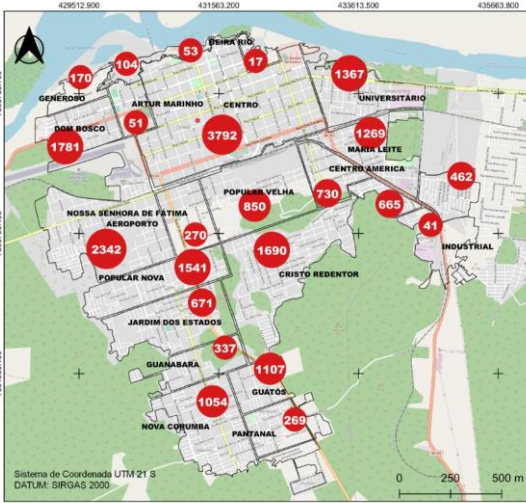 429512.900 431563.200 433613.500 435663.800
BEIRA RIO
53
17
104
170
1367
GENEROSO
ARTUR MARINHO
CENTRO
UNIVERSITÁRIO
51
DOM BOSCO
3792
1269
1781
MARIA LEITE
CENTRO AMERICA
462
POPULAR VELHA
730
850
665
NOSSA SENHORA DE FÁTIMA
AEROPORTO
41
270
2342
1690
INDUSTRIAL
1541
CRISTO REDENTOR
POPULAR NOVA
671
JARDIM DOS ESTADOS
337
GUANABARA
1107
GUATÓS
1054
269
NOVA CORUMBA
PANTANAL
Sistema de Coordenada UTM 21 S
DATUM: SIRGAS 2000
0 250 500 m